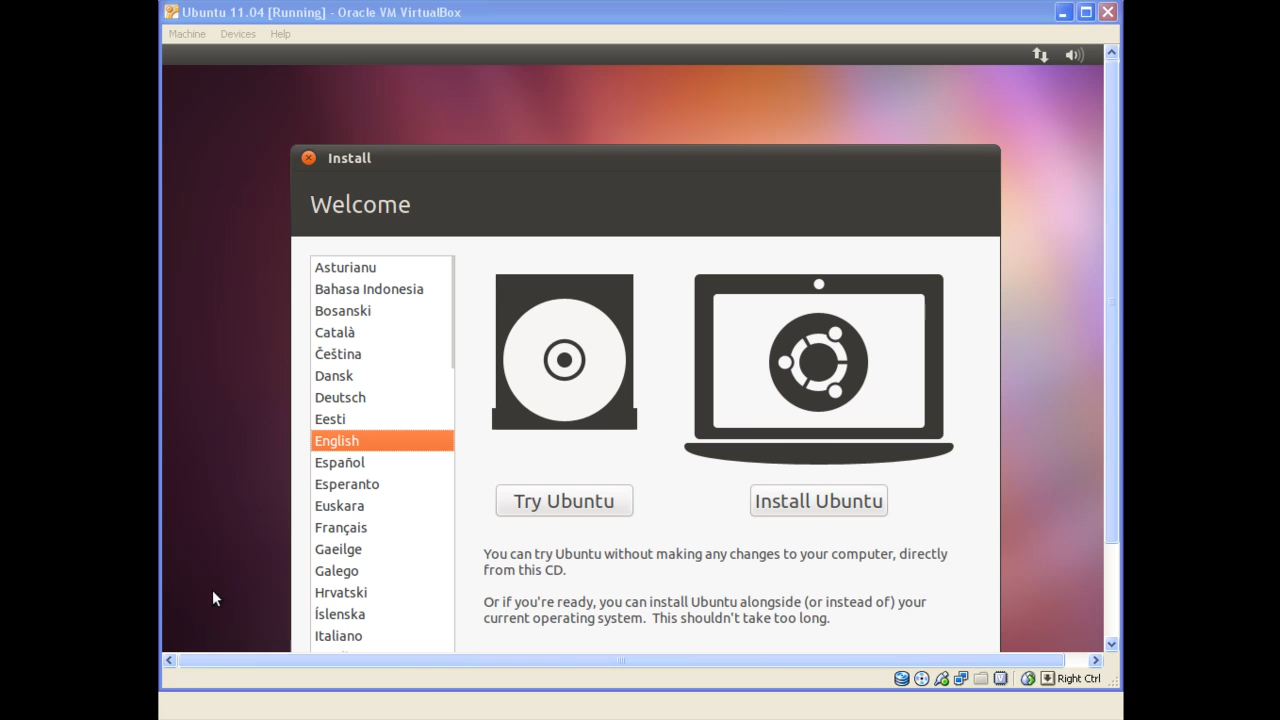 Ubuntu 11.04 [Running] - Oracle VM VirtualBox
Machine Devices Help
Install
Welcome
Asturianu
Bahasa Indonesia
Bosanski
Català
Čeština
Dansk
Deutsch
Eesti
English
Español
Esperanto
Euskara
Français
Gaeilge
Galego
Hrvatski
Íslenska
Italiano
Try Ubuntu
Install Ubuntu
You can try Ubuntu without making any changes to your computer, directly
from this CD.
Or if you're ready, you can install Ubuntu alongside (or instead of) your
current operating system. This shouldn't take too long.
Right Ctrl